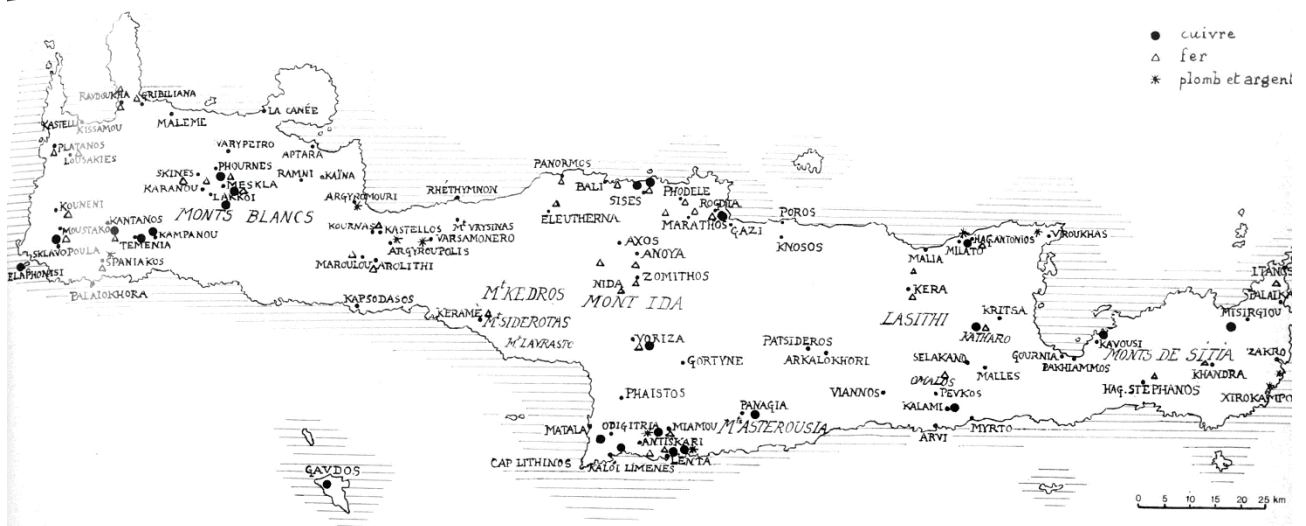 cuivre
fer
plomb et argent
RAVDOUKHA
GRIBILIANA
KASTELLI
KISSAMOU
MALEME
LA CANÉE
PLATANOS
LOUSAKIES
VARYPETRO
APTARA
PHOURNES
SKINES
MESKLA
KARANOU
LAKKOI
RAMNI
KAÏNA
MONTS BLANCS
ARGYROMOURI
RHÉTHYMNON
KOUNENI
KANTANOS
MOUSTAKO
KAMPANOU
TEMENIA
SKLAVOPOULA
SPANIAKOS
ELAPHONISI
PALAIOKHORA
KOURNAS
KASTELLOS
ARGYROUPOLIS
VARSAMONERO
Mt VRYSINAS
MAROULOU
AROLITHI
KAPSODASOS
PANORMOS
BALI
SISES
PHODELE
ELEUTHERNA
MARATHOS
ROGDIA
GAZI
POROS
KNOSOS
AXOS
ANOYA
ZOMITHOS
NIDA
MONT IDA
Mt KEDROS
KERAMÈ
Mt SIDEROTAS
Mt LAVRASTO
VORIZA
GORTYNE
PHAISTOS
PATSIDEROS
ARKALOKHORI
VIANNOS
MATALA
ODIGITRIA
MIAMOU
PANAGIA
Mts ASTEROUSIA
ANTISKARI
LENTA
KALOI LIMENES
CAP LITHINOS
GAVDOS
MALIA
MILATO
HAG. ANTONIOS
VROUKHAS
KERA
LASITHI
KRITSA
KATHARO
SELAKANO
MALLES
OMALOS
PEVKOS
KALAMI
ARVI
MYRTO
GOURNIA
PAKHIAMMOS
KAVOUSI
MONTS DE SITIA
HAG. STEPHANOS
KHANDRA
ITANOS
PALAIKA
MISIRGIOU
ZAKRO
XIROKAMPO
0 5 10 15 20 25 km